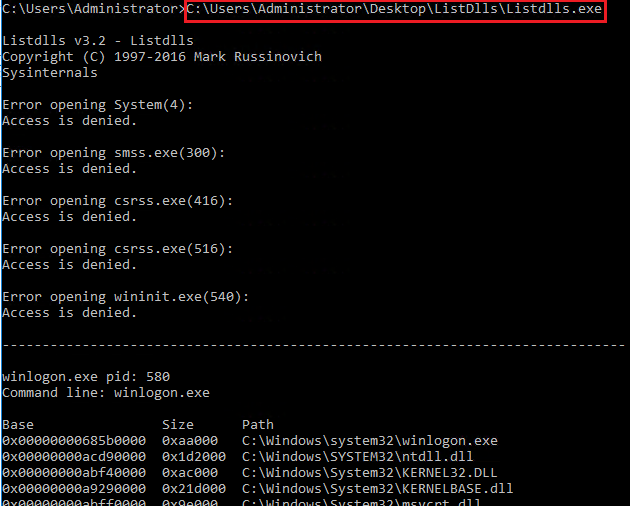 C:\Users\Administrator>C:\Users\Administrator\Desktop\ListDlls\Listdlls.exe
Listdlls v3.2 - Listdlls
Copyright (C) 1997-2016 Mark Russinovich
Sysinternals
Error opening System(4):
Access is denied.
Error opening smss.exe(300):
Access is denied.
Error opening csrss.exe(416):
Access is denied.
Error opening csrss.exe(516):
Access is denied.
Error opening wininit.exe(540):
Access is denied.
------------------------------------------------------------------------------
winlogon.exe pid: 580
Command line: winlogon.exe
Base                Size      Path
0x00000000685b0000  0xaa000   C:\Windows\system32\winlogon.exe
0x00000000acd90000  0x1d2000  C:\Windows\SYSTEM32\ntdll.dll
0x00000000abf40000  0xac000   C:\Windows\System32\KERNEL32.DLL
0x00000000a9290000  0x21d000  C:\Windows\System32\KERNELBASE.dll
0x00000000abff0000  0x9e000   C:\Windows\System32\msvcrt.dll